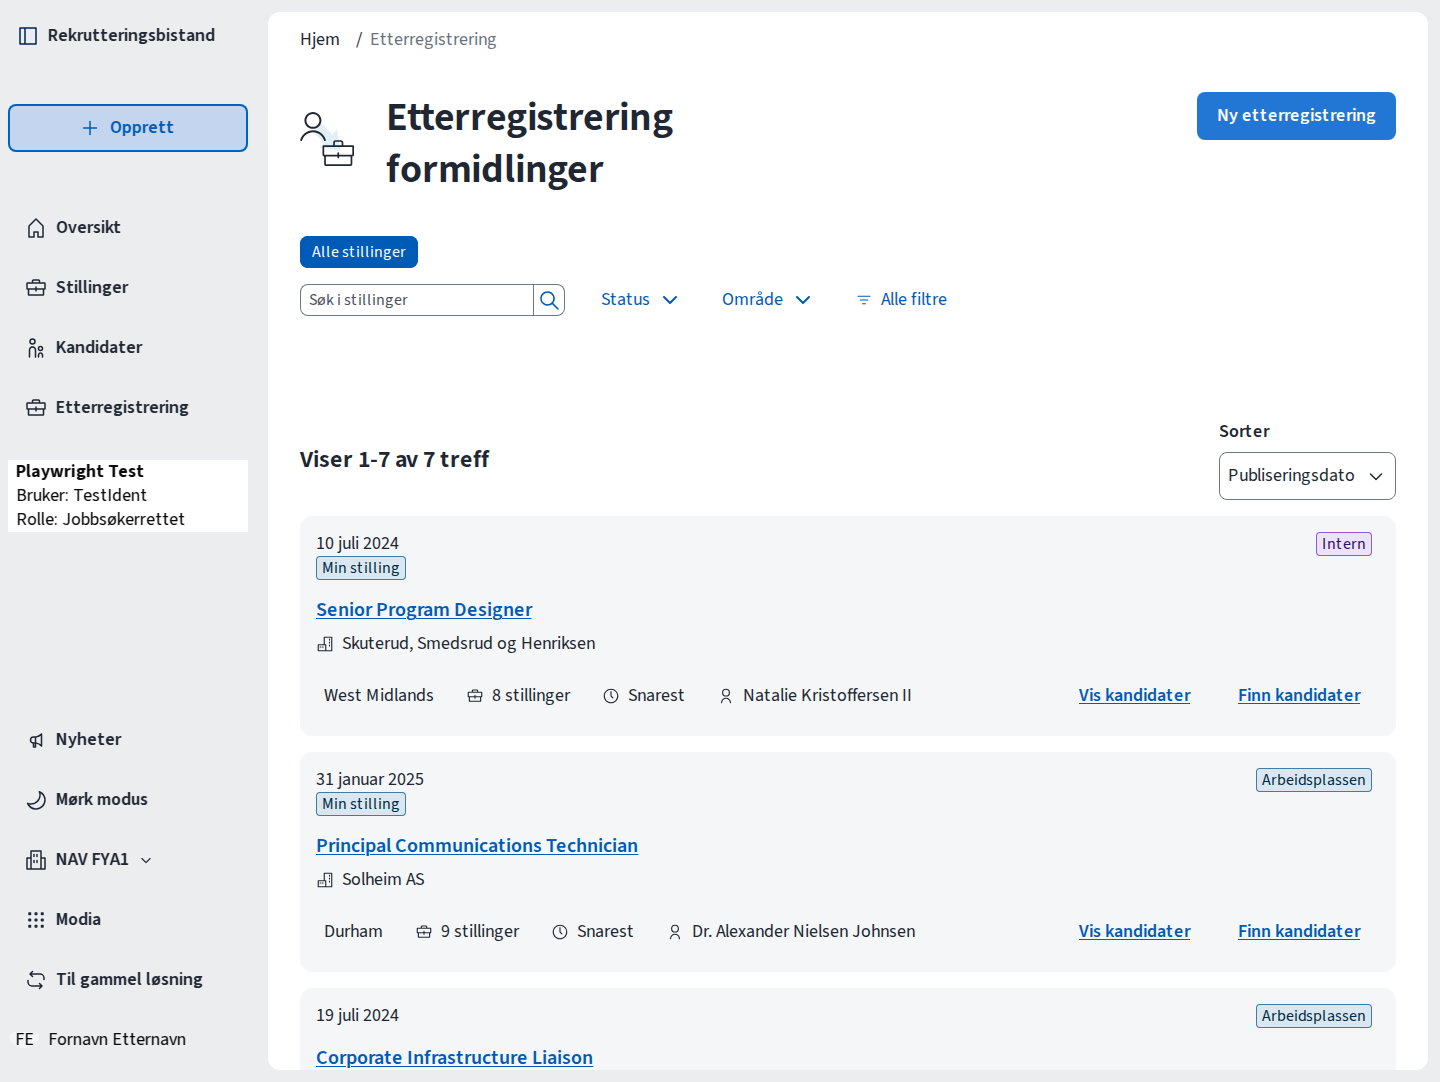 Rekrutteringsbistand
Opprett
Oversikt
Stillinger
Kandidater
Etterregistrering
Playwright Test
Bruker: TestIdent
Rolle: Jobbsøkerrettet
Nyheter
Mørk modus
NAV FYA1
Modia
Til gammel løsning
FE Fornavn Etternavn
Hjem / Etterregistrering
Etterregistrering
formidlinger
Ny etterregistrering
Alle stillinger
Søk i stillinger
Status
Område
Alle filtre
Viser 1-7 av 7 treff
Sorter
Publiseringsdato
10 juli 2024
Intern
Min stilling
Senior Program Designer
Skuterud, Smedsrud og Henriksen
West Midlands 8 stillinger Snarest Natalie Kristoffersen II Vis kandidater Finn kandidater
31 januar 2025
Arbeidsplassen
Min stilling
Principal Communications Technician
Solheim AS
Durham 9 stillinger Snarest Dr. Alexander Nielsen Johnsen Vis kandidater Finn kandidater
19 juli 2024
Arbeidsplassen
Corporate Infrastructure Liaison